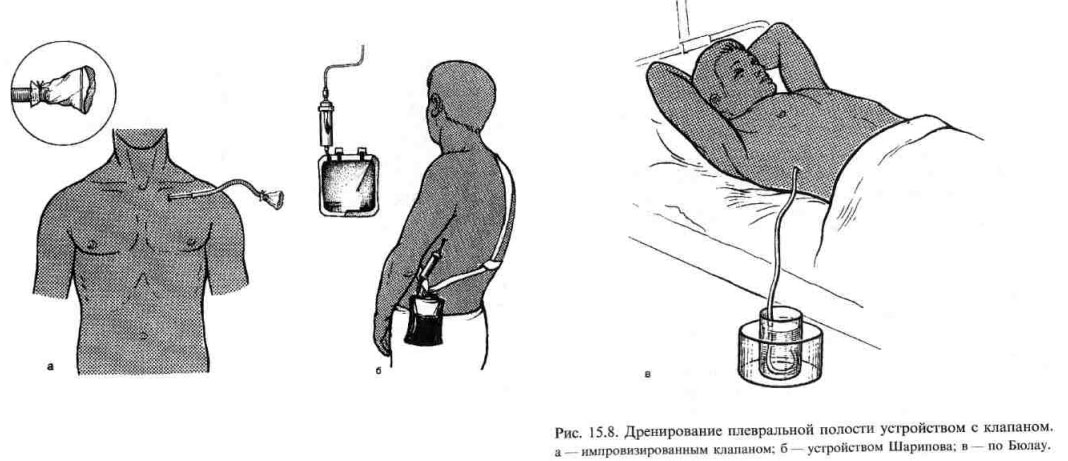 а
б
в
Рис. 15.8. Дренирование плевральной полости устройством с клапаном.
а — импровизированным клапаном; б — устройством Шарипова; в — по Бюлау.